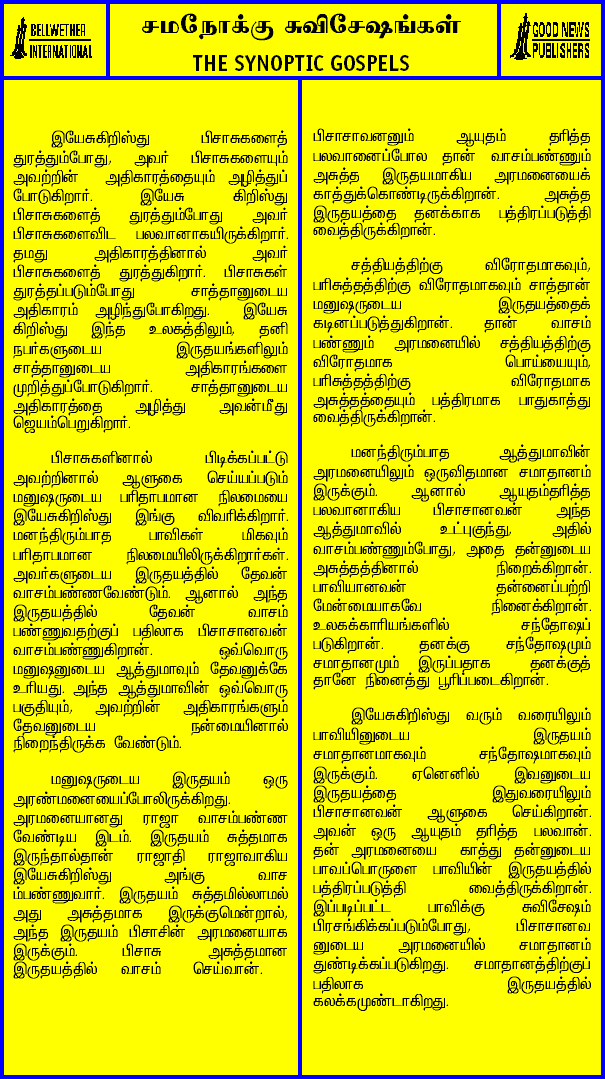 BELLWETHER
INTERNATIONAL
சமநோக்கு சுவிசேஷங்கள்
THE SYNOPTIC GOSPELS
GOOD NEWS
PUBLISHERS
இயேசுகிறிஸ்து பிசாசுகளைத்
துரத்தும்போது, அவர் பிசாசுகளையும்
அவற்றின் அதிகாரத்தையும் அழித்துப்
போடுகிறார். இயேசு கிறிஸ்து
பிசாசுகளைத் துரத்தும்போது அவர்
பிசாசுகளைவிட பலவானாகயிருக்கிறார்.
தமது அதிகாரத்தினால் அவர்
பிசாசுகளைத் துரத்துகிறார். பிசாசுகள்
துரத்தப்படும்போது சாத்தானுடைய
அதிகாரம் அழிந்துபோகிறது. இயேசு
கிறிஸ்து இந்த உலகத்திலும், தனி
நபர்களுடைய இருதயங்களிலும்
சாத்தானுடைய அதிகாரங்களை
முறித்துப்போடுகிறார். சாத்தானுடைய
அதிகாரத்தை அழித்து அவன்மீது
ஜெயம்பெறுகிறார்.
பிசாசுகளினால் பிடிக்கப்பட்டு
அவற்றினால் ஆளுகை செய்யப்படும்
மனுஷருடைய பரிதாபமான நிலமையை
இயேசுகிறிஸ்து இங்கு விவரிக்கிறார்.
மனந்திரும்பாத பாவிகள் மிகவும்
பரிதாபமான நிலமையிலிருக்கிறார்கள்.
அவர்களுடைய இருதயத்தில் தேவன்
வாசம்பண்ணவேண்டும். ஆனால் அந்த
இருதயத்தில் தேவன் வாசம்
பண்ணுவதற்குப் பதிலாக பிசாசானவன்
வாசம்பண்ணுகிறான். ஒவ்வொரு
மனுஷனுடைய ஆத்துமாவும் தேவனுக்கே
உரியது. அந்த ஆத்துமாவின் ஒவ்வொரு
பகுதியும், அவற்றின் அதிகாரங்களும்
தேவனுடைய நன்மையினால்
நிறைந்திருக்க வேண்டும்.
மனுஷருடைய இருதயம் ஒரு
அரண்மனையைப்போலிருக்கிறது.
அரமனையானது ராஜா வாசம்பண்ண
வேண்டிய இடம். இருதயம் சுத்தமாக
இருந்தால்தான் ராஜாதி ராஜாவாகிய
இயேசுகிறிஸ்து அங்கு வாச
ம்பண்ணுவார். இருதயம் சுத்தமில்லாமல்
அது அசுத்தமாக இருக்குமென்றால்,
அந்த இருதயம் பிசாசின் அரமனையாக
இருக்கும். பிசாசு அசுத்தமான
இருதயத்தில் வாசம் செய்வான்.
பிசாசாவனனும் ஆயுதம் தரித்த
பலவானைப்போல தான் வாசம்பண்ணும்
அசுத்த இருதயமாகிய அரமனையைக்
காத்துக்கொண்டிருக்கிறான். அசுத்த
இருதயத்தை தனக்காக பத்திரப்படுத்தி
வைத்திருக்கிறான்.
சத்தியத்திற்கு விரோதமாகவும்,
பரிசுத்தத்திற்கு விரோதமாகவும் சாத்தான்
மனுஷருடைய இருதயத்தைக்
கடினப்படுத்துகிறான். தான் வாசம்
பண்ணும் அரமனையில் சத்தியத்திற்கு
விரோதமாக பொய்யையும்,
பரிசுத்தத்திற்கு விரோதமாக
அசுத்தத்தையும் பத்திரமாக பாதுகாத்து
வைத்திருக்கிறான்.
மனந்திரும்பாத ஆத்துமாவின்
அரமனையிலும் ஒருவிதமான சமாதானம்
இருக்கும். ஆனால் ஆயுதம்தரித்த
பலவானாகிய பிசாசானவன் அந்த
ஆத்துமாவில் உட்புகுந்து, அதில்
வாசம்பண்ணும்போது, அதை தன்னுடைய
அசுத்தத்தினால் நிறைக்கிறான்.
பாவியானவன் தன்னைப்பற்றி
மேன்மையாகவே நினைக்கிறான்.
உலகக்காரியங்களில் சந்தோஷப்
படுகிறான். தனக்கு சந்தோஷமும்
சமாதானமும் இருப்பதாக தனக்குத்
தானே நினைத்து பூரிப்படைகிறான்.
இயேசுகிறிஸ்து வரும் வரையிலும்
பாவியினுடைய இருதயம்
சமாதானமாகவும் சந்தோஷமாகவும்
இருக்கும். ஏனெனில் இவனுடைய
இருதயத்தை இதுவரையிலும்
பிசாசானவன் ஆளுகை செய்கிறான்.
அவன் ஒரு ஆயுதம் தரித்த பலவான்.
தன் அரமனையை காத்து தன்னுடைய
பாவப்பொருளை பாவியின் இருதயத்தில்
பத்திரப்படுத்தி வைத்திருக்கிறான்.
இப்படிப்பட்ட பாவிக்கு சுவிசேஷம்
பிரசங்கிக்கப்படும்போது, பிசாசானவ
னுடைய அரமனையில் சமாதானம்
துண்டிக்கப்படுகிறது. சமாதானத்திற்குப்
பதிலாக இருதயத்தில்
கலக்கமுண்டாகிறது.